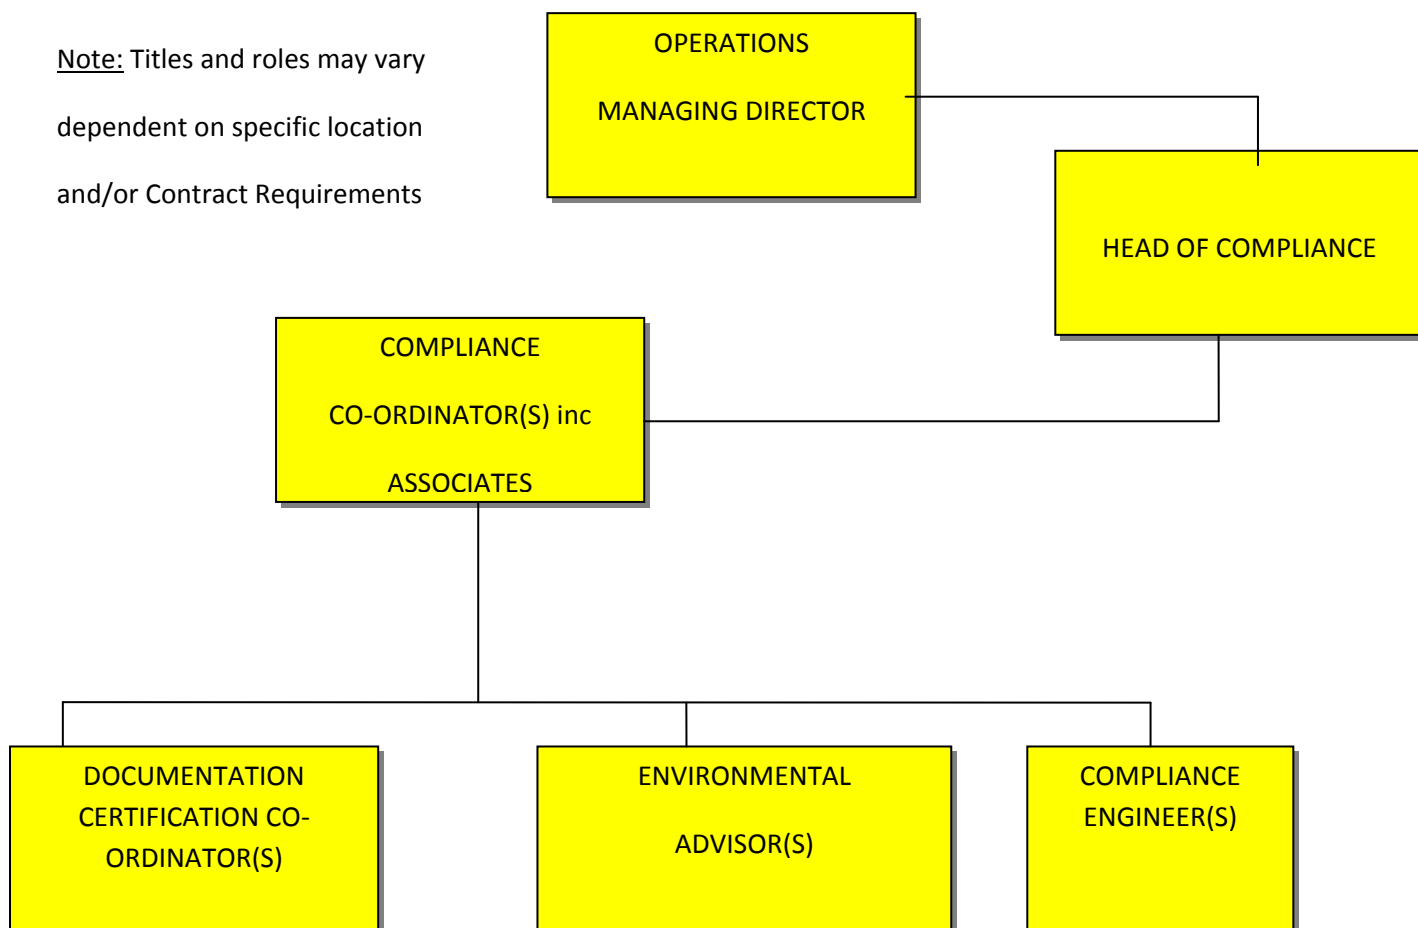 Note: Titles and roles may vary
dependent on specific location
and/or Contract Requirements
OPERATIONS
MANAGING DIRECTOR
HEAD OF COMPLIANCE
COMPLIANCE
CO-ORDINATOR(S) inc
ASSOCIATES
DOCUMENTATION
CERTIFICATION CO-
ORDINATOR(S)
ENVIRONMENTAL
ADVISOR(S)
COMPLIANCE
ENGINEER(S)